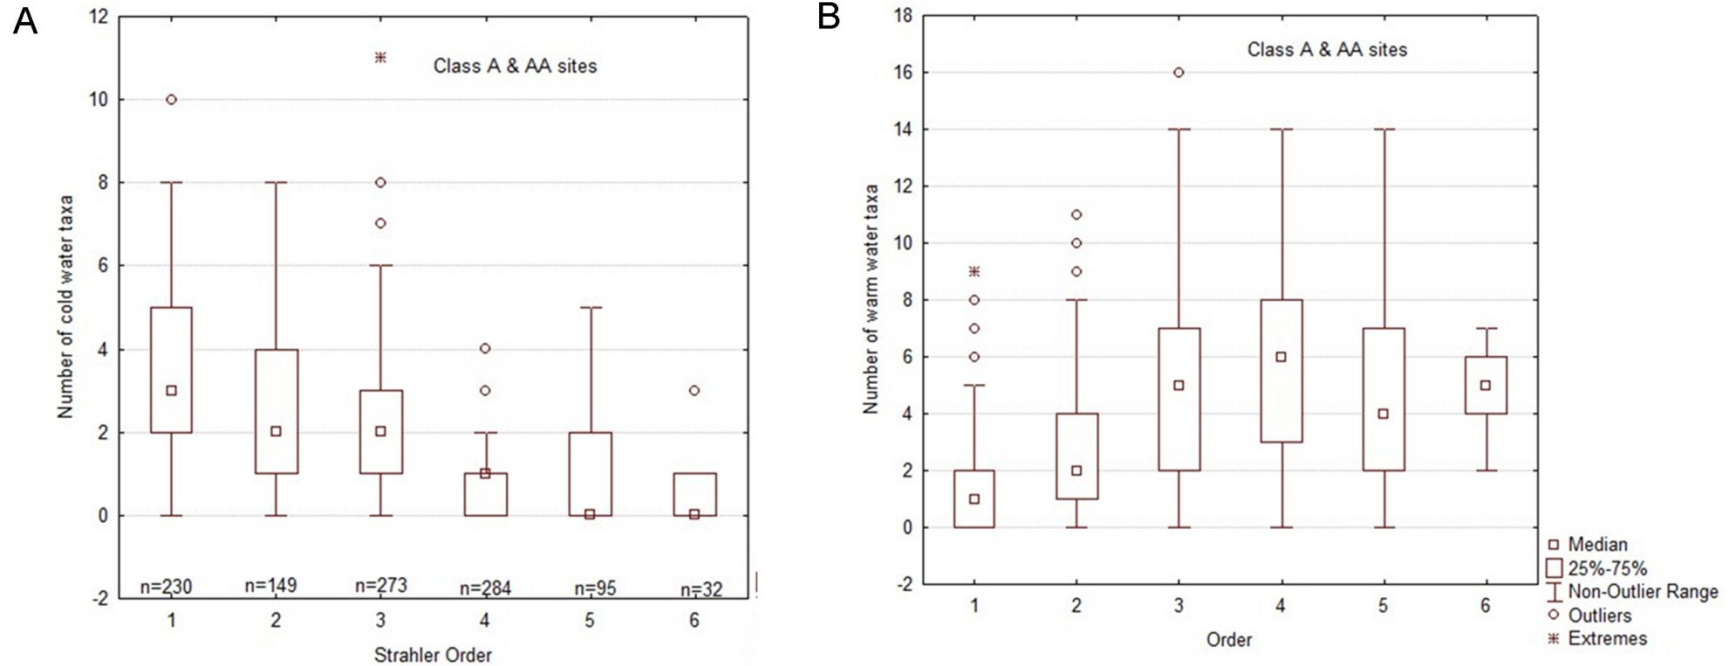 A
12
10
8
6
4
2
0
-2
Number of cold water taxa
Class A & AA sites
n=230 n=149 n=273 n=284 n=95 n=32
1 2 3 4 5 6
Strahler Order
B
18
16
14
12
10
8
6
4
2
0
-2
Number of warm water taxa
Class A & AA sites
1 2 3 4 5 6
Order
Median
25%-75%
Non-Outlier Range
Outliers
Extremes